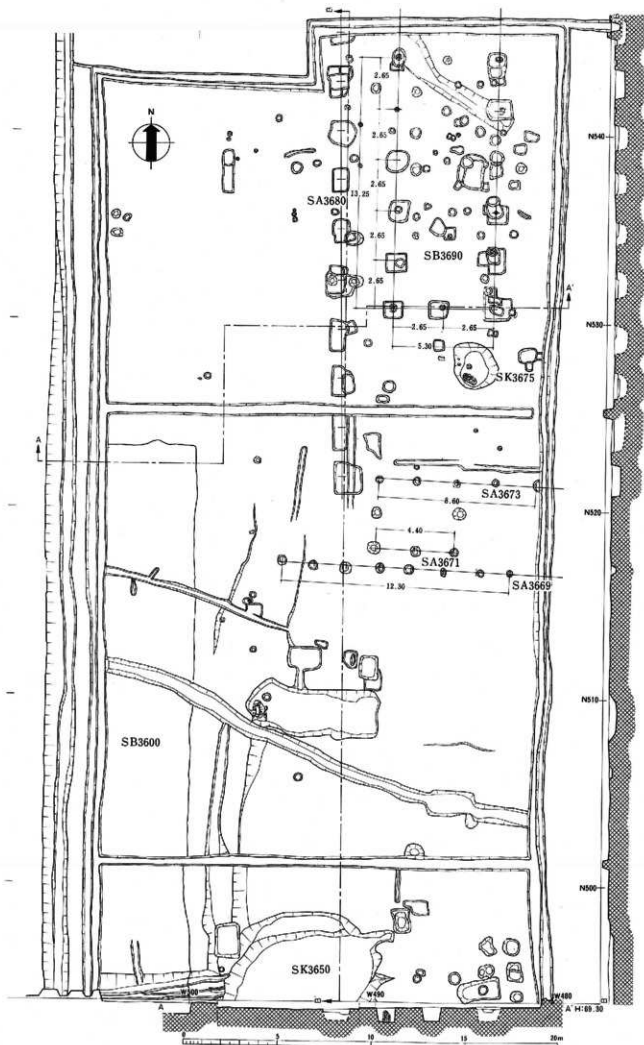 B
N
2.65
2.65
N540
SA3680
13.25
2.65
2.65
SB3690
2.65
A'
2.65
2.65
N530
5.30
SK3675
A
SA3673
8.60
N520
4.40
SA3671
SA3669
12.30
N510
SB3600
N500
SK3650
W500
B
W490
W480
B
A
A' H:69.30
0
5
10
15
20m